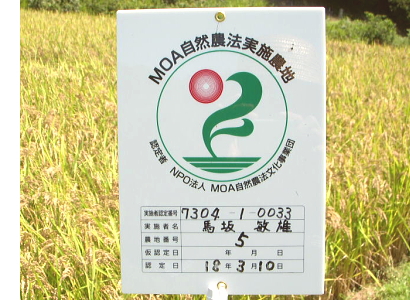 MOA自然農法実施農地
認定者 NPO法人 MOA自然農法文化事業団
実施者認定番号 7304-1-0033
実施者名 馬坂 敏雄
農地番号 5
仮認定日 年 月 日
認定日 18年3月10日